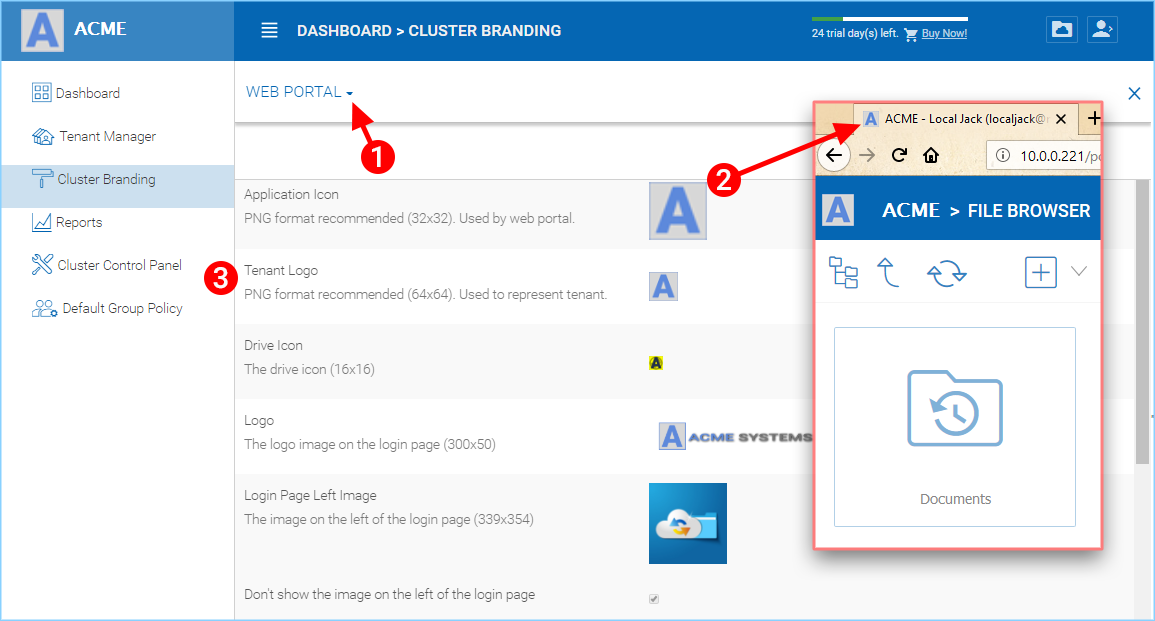 A ACME
DASHBOARD > CLUSTER BRANDING
24 trial day(s) left. Buy Now!
Dashboard
Tenant Manager
Cluster Branding
Reports
Cluster Control Panel
Default Group Policy
WEB PORTAL
1
2
3
Application Icon
PNG format recommended (32x32). Used by web portal.
A
Tenant Logo
PNG format recommended (64x64). Used to represent tenant.
A
Drive Icon
The drive icon (16x16)
A
Logo
The logo image on the login page (300x50)
A ACME SYSTEMS
Login Page Left Image
The image on the left of the login page (339x354)
Don't show the image on the left of the login page
A ACME - Local Jack (localjack@
10.0.0.221/po
A ACME > FILE BROWSER
Documents